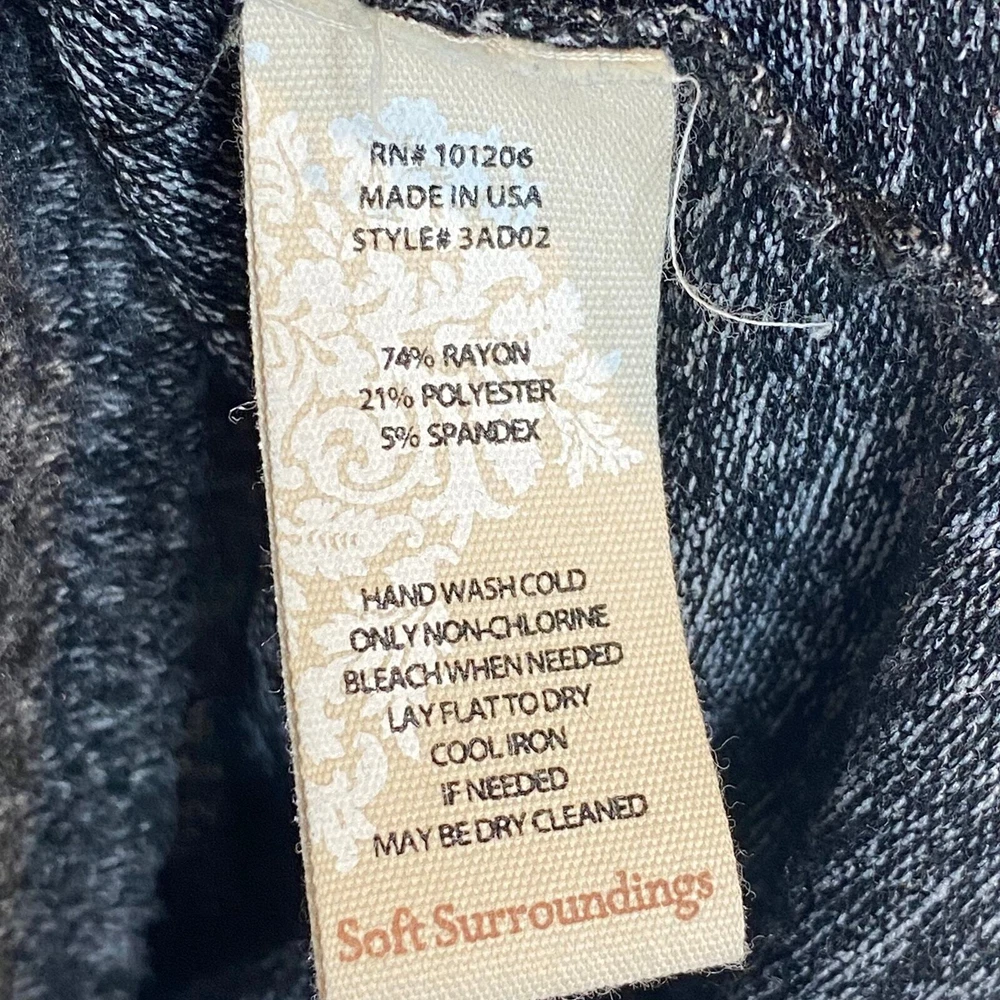 RN# 101206
MADE IN USA
STYLE# 3AD02
74% RAYON
21% POLYESTER
5% SPANDEX
HAND WASH COLD
ONLY NON-CHLORINE
BLEACH WHEN NEEDED
LAY FLAT TO DRY
COOL IRON
IF NEEDED
MAY BE DRY CLEANED
Soft Surroundings